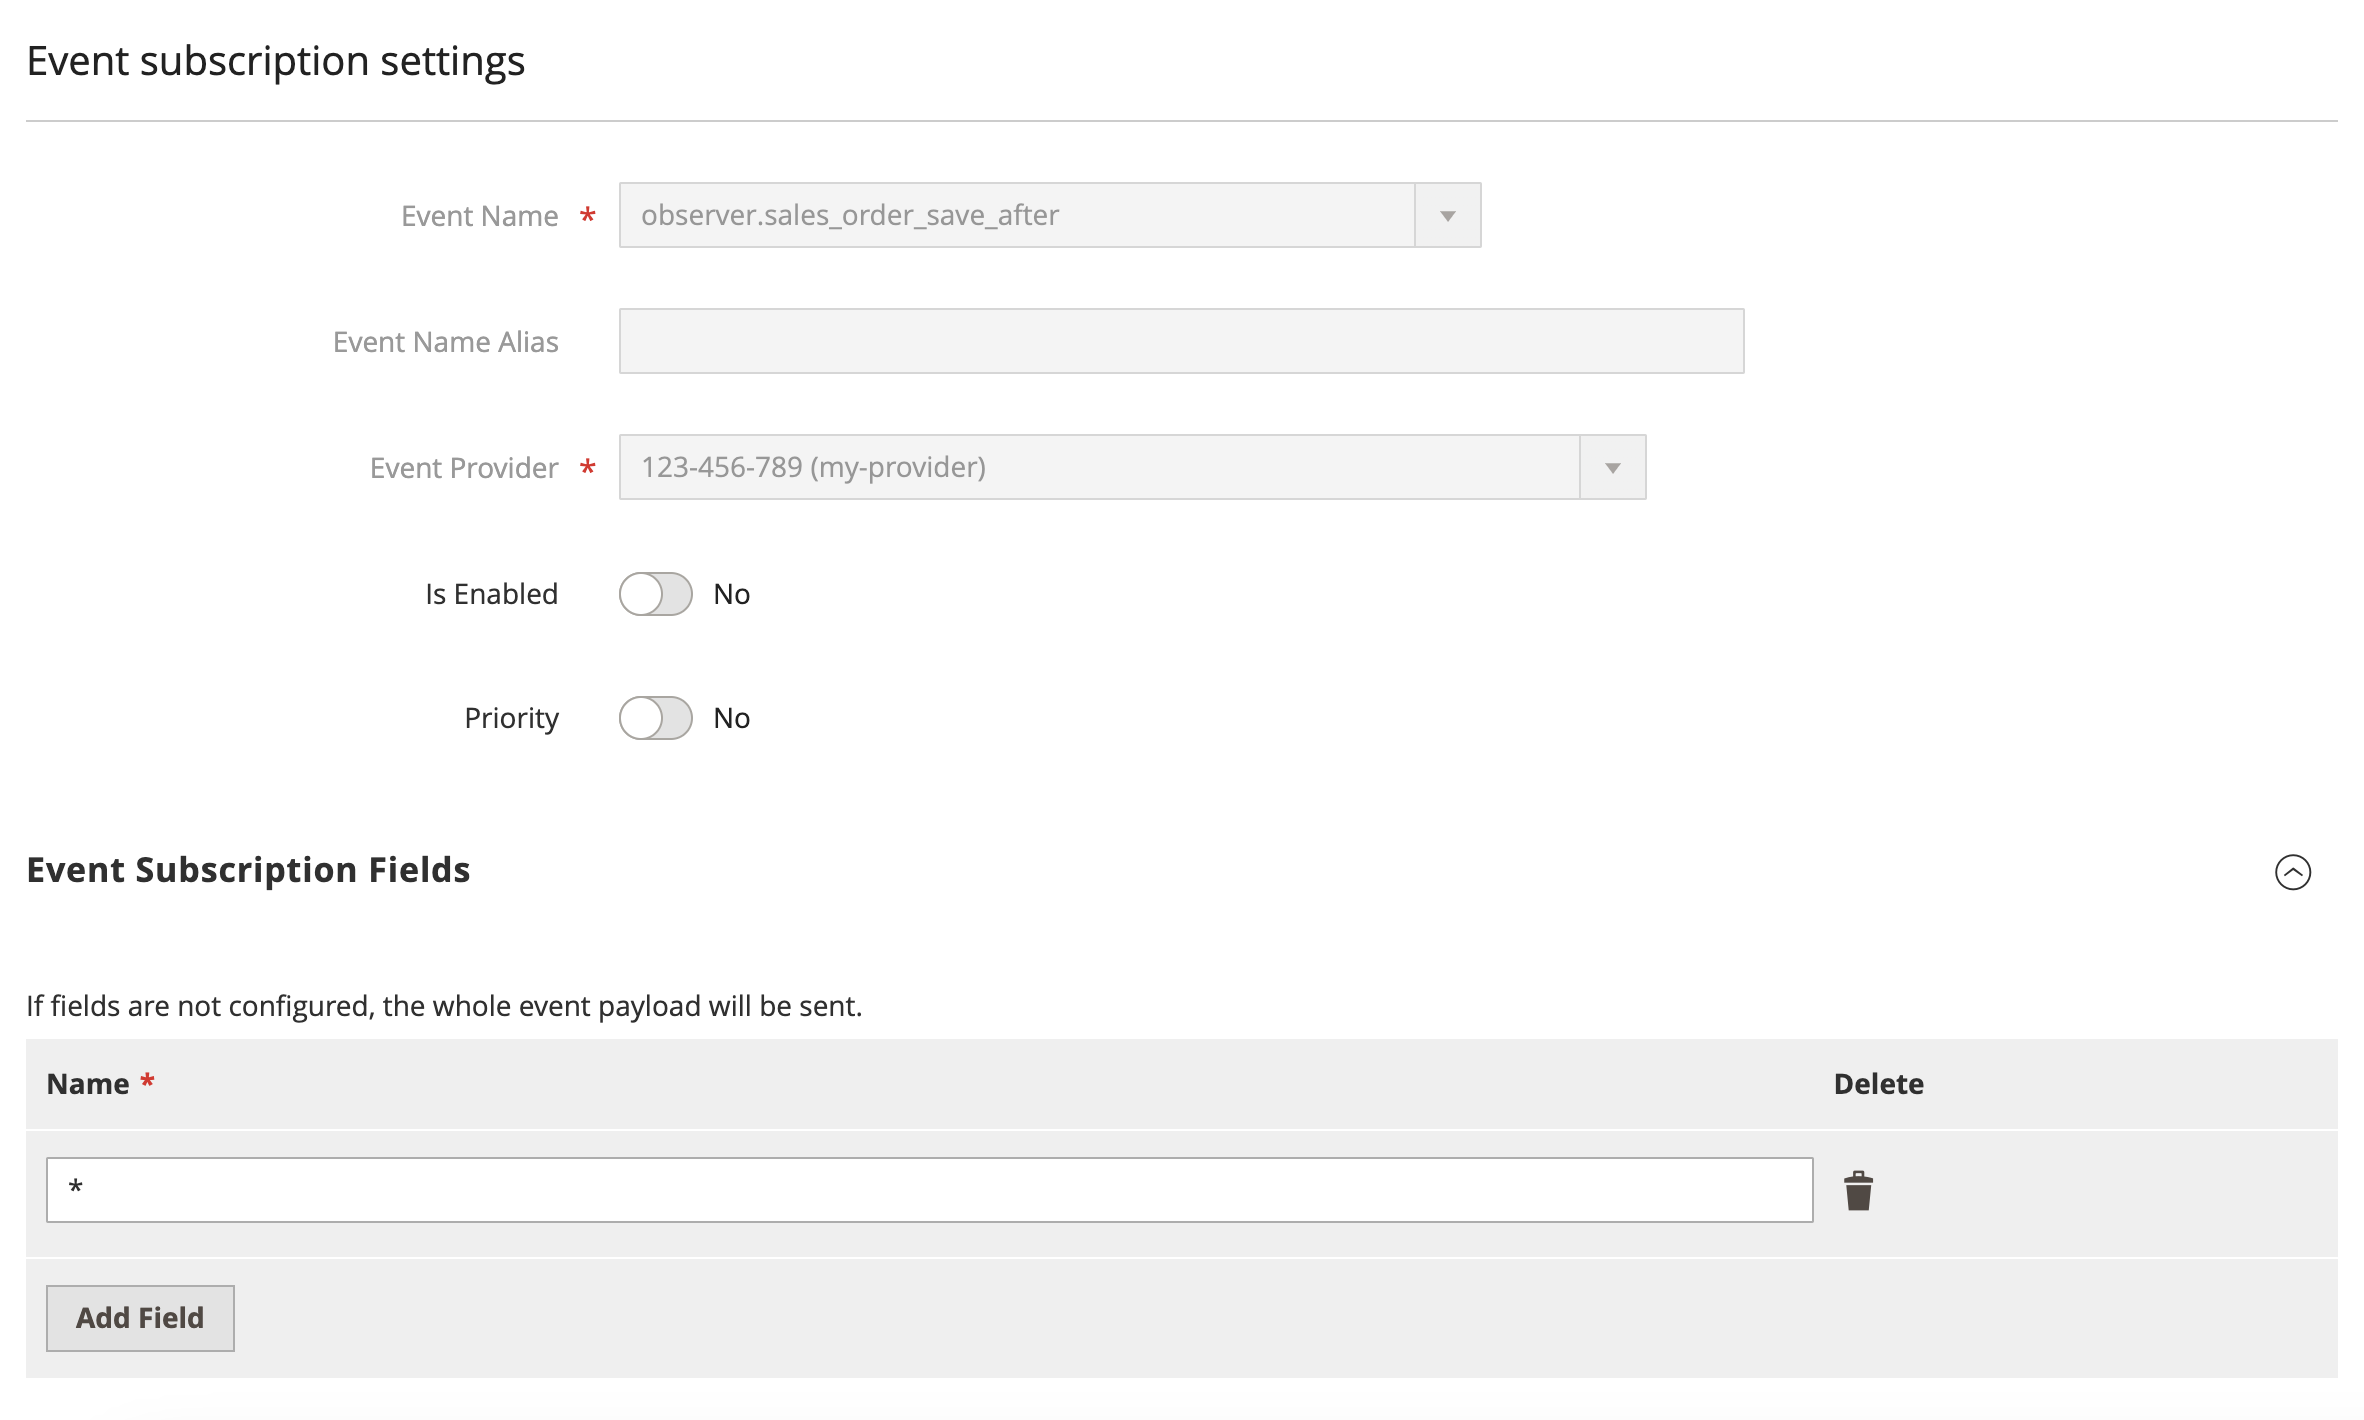 Event subscription settings
Event Name *
observer.sales_order_save_after
Event Name Alias
Event Provider *
123-456-789 (my-provider)
Is Enabled
No
Priority
No
Event Subscription Fields
If fields are not configured, the whole event payload will be sent.
Name * Delete
*
Add Field